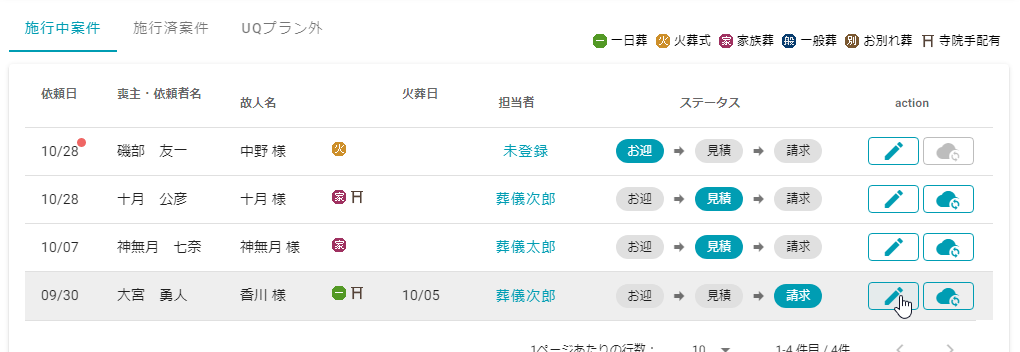 施行中案件 施行済案件 UQプラン外
一 一日葬 火 火葬式 家 家族葬 般 一般葬 別 お別れ葬 寺院手配有
依頼日 喪主・依頼者名 故人名 火葬日 担当者 ステータス action
10/28 磯部 友一 中野 様 火 未登録 お迎 見積 請求
10/28 十月 公彦 十月 様 家 葬儀次郎 お迎 見積 請求
10/07 神無月 七奈 神無月 様 家 葬儀太郎 お迎 見積 請求
09/30 大宮 勇人 香川 様 一 10/05 葬儀次郎 お迎 見積 請求
1ページあたりの行数： 10 1-4 件目 / 4件